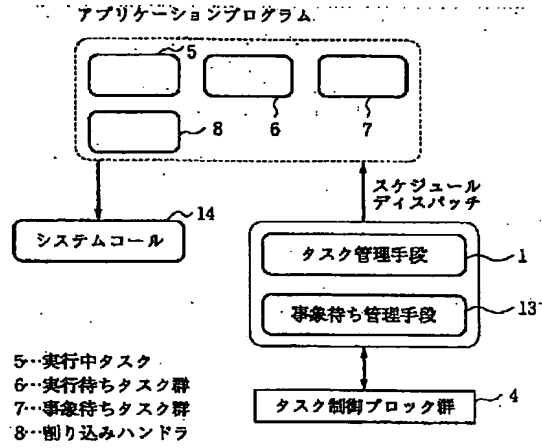 アプリケーションプログラム
5
6
7
8
スケジュール
ディスパッチ
14
システムコール
タスク管理手段
1
事象待ち管理手段
13
5…実行中タスク
6…実行待ちタスク群
7…事象待ちタスク群
8…割り込みハンドラ
タスク制御ブロック群
4